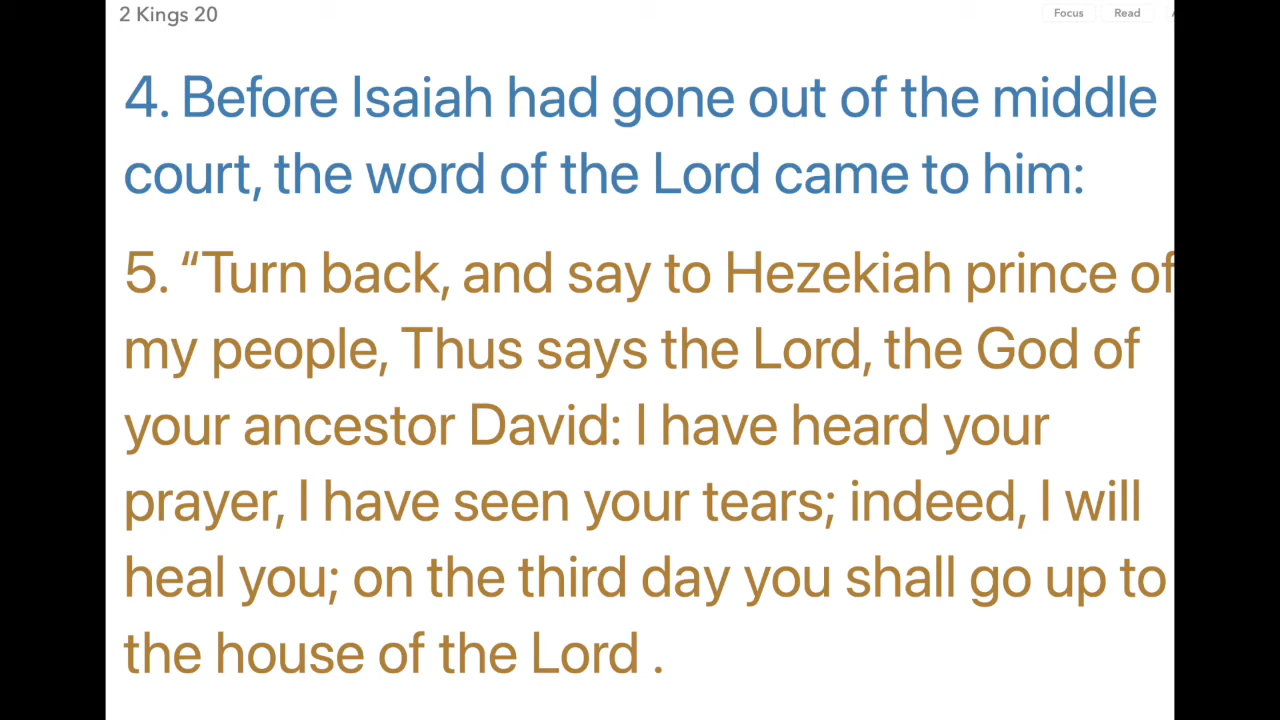 2 Kings 20
Focus Read
4. Before Isaiah had gone out of the middle
court, the word of the Lord came to him:
5. “Turn back, and say to Hezekiah prince of
my people, Thus says the Lord, the God of
your ancestor David: I have heard your
prayer, I have seen your tears; indeed, I will
heal you; on the third day you shall go up to
the house of the Lord .